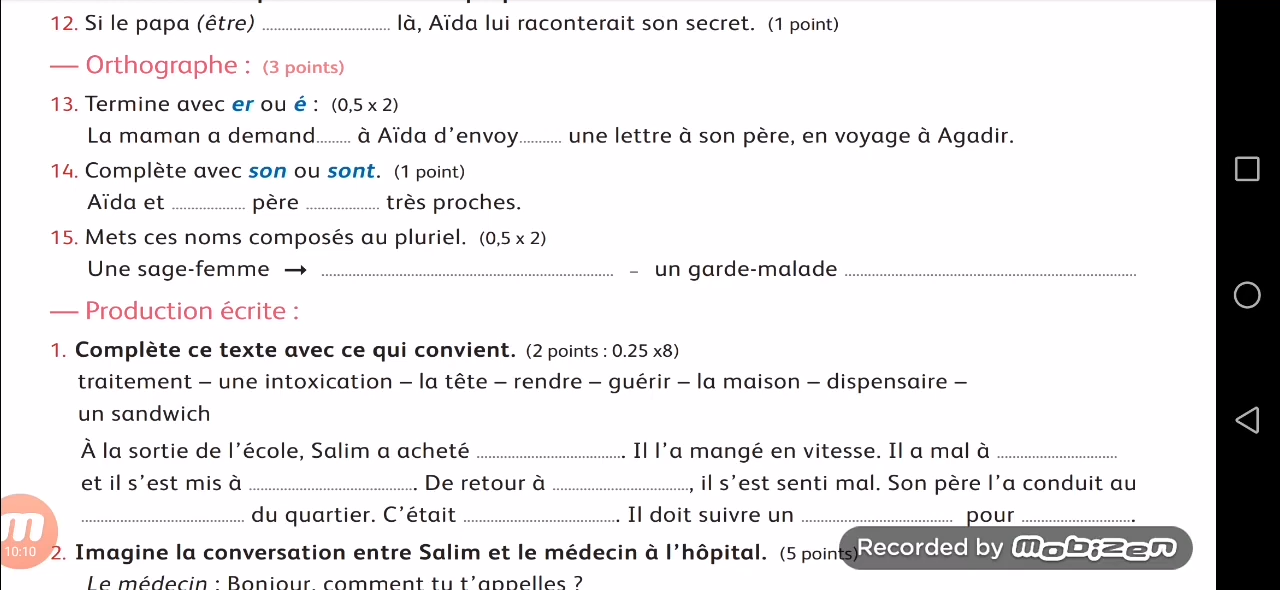 12. Si le papa (être) .............................. là, Aïda lui raconterait son secret. (1 point)
— Orthographe : (3 points)
13. Termine avec er ou é : (0,5 x 2)
La maman a demand........ à Aïda d'envoy.......... une lettre à son père, en voyage à Agadir.
14. Complète avec son ou sont. (1 point)
Aïda et ................. père ................. très proches.
15. Mets ces noms composés au pluriel. (0,5 x 2)
Une sage-femme → ...................................................................... – un garde-malade ......................................................................
— Production écrite :
1. Complète ce texte avec ce qui convient. (2 points : 0.25 x8)
traitement – une intoxication – la tête – rendre – guérir – la maison – dispensaire –
un sandwich
À la sortie de l'école, Salim a acheté .................................. Il l'a mangé en vitesse. Il a mal à ............................
et il s'est mis à ....................................... De retour à ................................, il s'est senti mal. Son père l'a conduit au
....................................... du quartier. C'était ..................................... Il doit suivre un .................................... pour ...........................
10:10
2. Imagine la conversation entre Salim et le médecin à l'hôpital. (5 points)
Recorded by mobizen
Le médecin : Bonjour, comment tu t'appelles ?